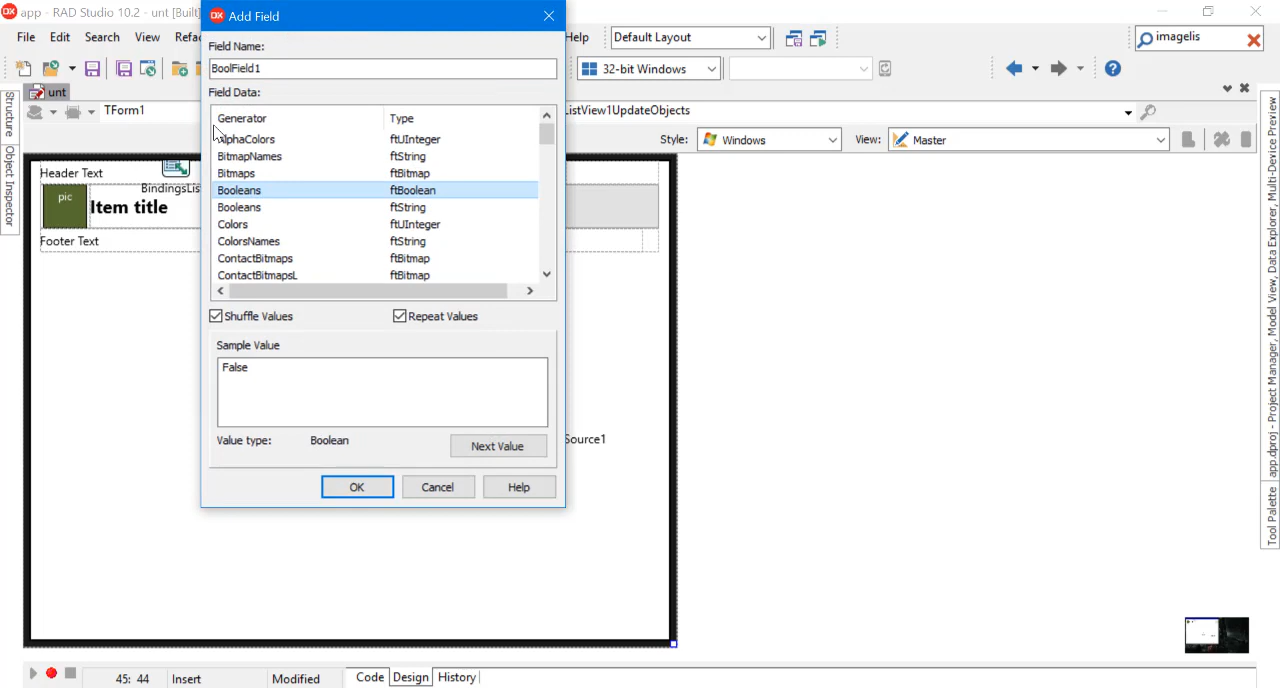 DX app - RAD Studio 10.2 - unt [Built]
DX Add Field
File Edit Search View Refa
Help
Default Layout
imagelis
Field Name:
BoolField1
32-bit Windows
unt
Field Data:
TForm1
ListView1UpdateObjects
Generator Type
AlphaColors ftUInteger
BitmapNames ftString
Bitmaps ftBitmap
Booleans ftBoolean
Booleans ftString
Colors ftUInteger
ColorsNames ftString
ContactBitmaps ftBitmap
ContactBitmapsL ftBitmap
Style: Windows View: Master
Header Text
BindingsLis
pic
Item title
Footer Text
Shuffle Values Repeat Values
Sample Value
False
Value type: Boolean
Next Value
Source1
OK Cancel Help
Structure
Object Inspector
app.dproj - Project Manager, Model View, Data Explorer, Multi-Device Preview
Tool Palette
45: 44 Insert Modified Code Design History